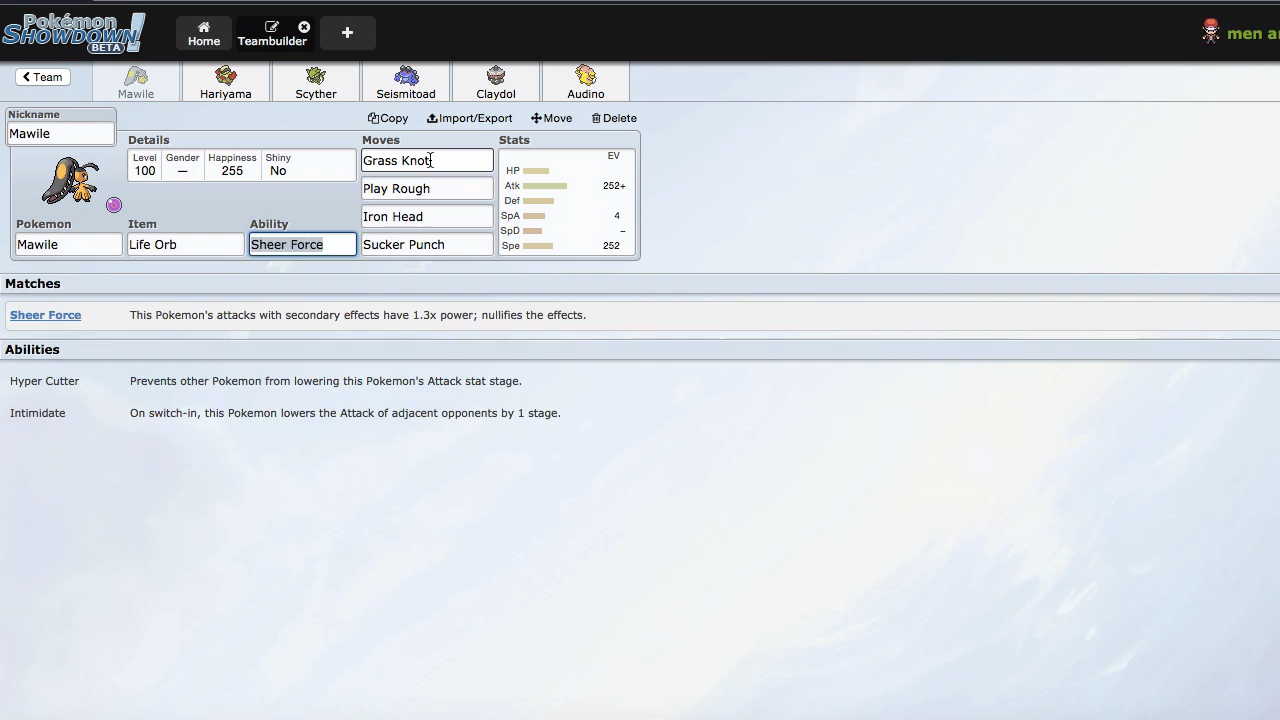 Pokémon
SHOWDOWN!
BETA
Home
Teambuilder
+
men a
Team
Mawile
Hariyama
Scyther
Seismitoad
Claydol
Audino
Nickname
Mawile
Copy
Import/Export
Move
Delete
Details
Moves
Stats
Level
Gender
Happiness
Shiny
100
—
255
No
Grass Knot
Play Rough
Iron Head
Sucker Punch
EV
HP
Atk 252+
Def
SpA 4
SpD –
Spe 252
Pokemon
Item
Ability
Mawile
Life Orb
Sheer Force
Matches
Sheer Force This Pokemon's attacks with secondary effects have 1.3x power; nullifies the effects.
Abilities
Hyper Cutter Prevents other Pokemon from lowering this Pokemon's Attack stat stage.
Intimidate On switch-in, this Pokemon lowers the Attack of adjacent opponents by 1 stage.